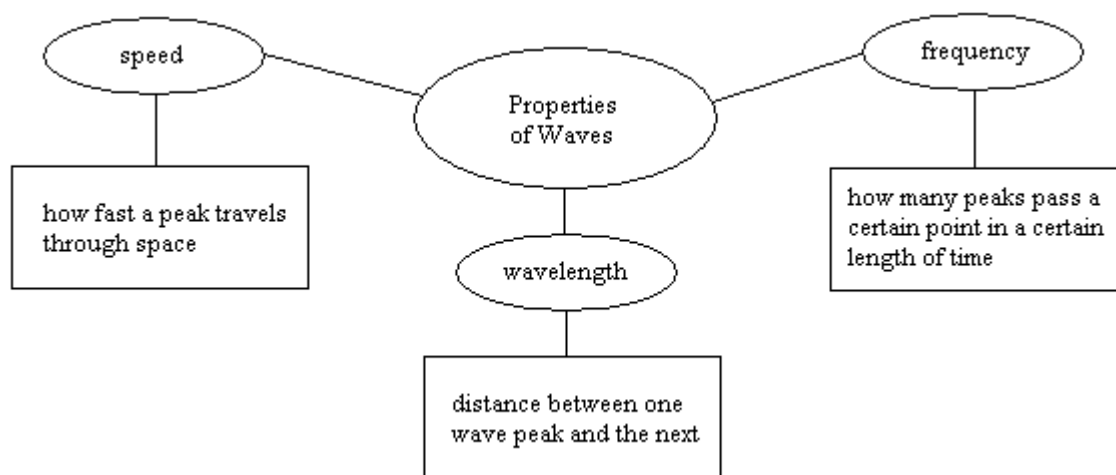 speed
how fast a peak travels
through space
Properties
of Waves
wavelength
distance between one
wave peak and the next
frequency
how many peaks pass a
certain point in a certain
length of time